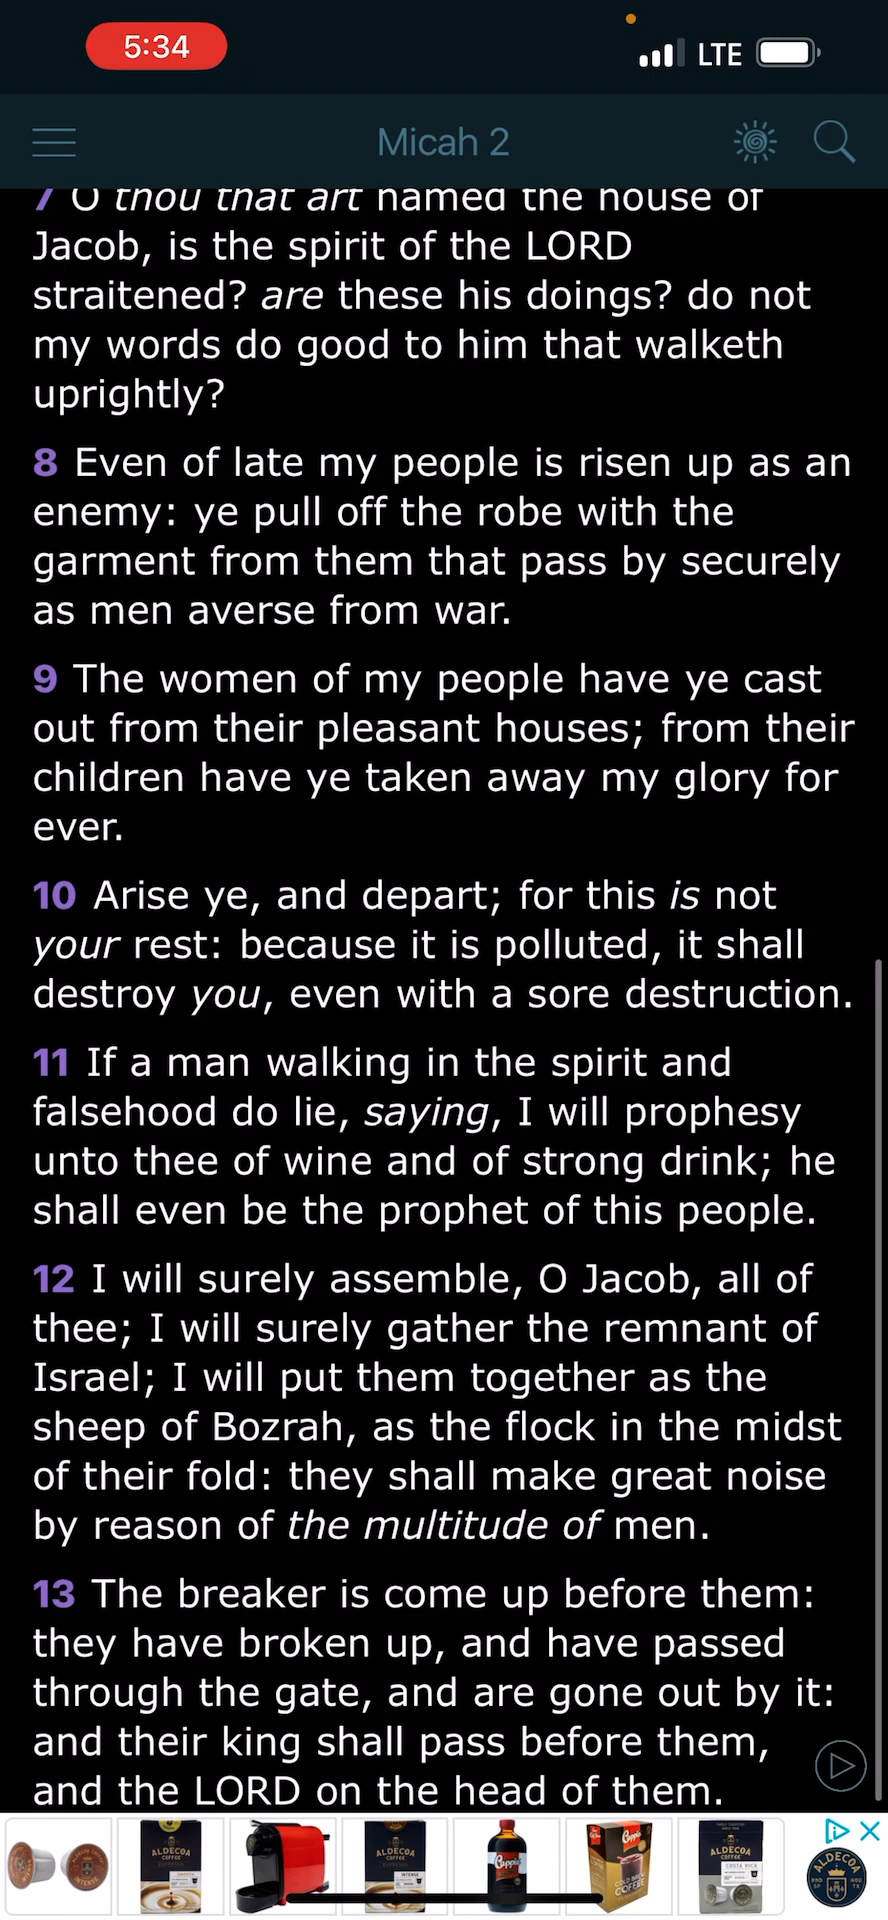 5:34
LTE
Micah 2
7 O thou that art named the house of
Jacob, is the spirit of the LORD
straitened? are these his doings? do not
my words do good to him that walketh
uprightly?
8 Even of late my people is risen up as an
enemy: ye pull off the robe with the
garment from them that pass by securely
as men averse from war.
9 The women of my people have ye cast
out from their pleasant houses; from their
children have ye taken away my glory for
ever.
10 Arise ye, and depart; for this is not
your rest: because it is polluted, it shall
destroy you, even with a sore destruction.
11 If a man walking in the spirit and
falsehood do lie, saying, I will prophesy
unto thee of wine and of strong drink; he
shall even be the prophet of this people.
12 I will surely assemble, O Jacob, all of
thee; I will surely gather the remnant of
Israel; I will put them together as the
sheep of Bozrah, as the flock in the midst
of their fold: they shall make great noise
by reason of the multitude of men.
13 The breaker is come up before them:
they have broken up, and have passed
through the gate, and are gone out by it:
and their king shall pass before them,
and the LORD on the head of them.
ALDECOA
COFFEE
ALDECOA
COFFEE
INTENSE
COLD BREW
COFFEE
ALDECOA
COFFEE
COSTA RICA
ALDECOA